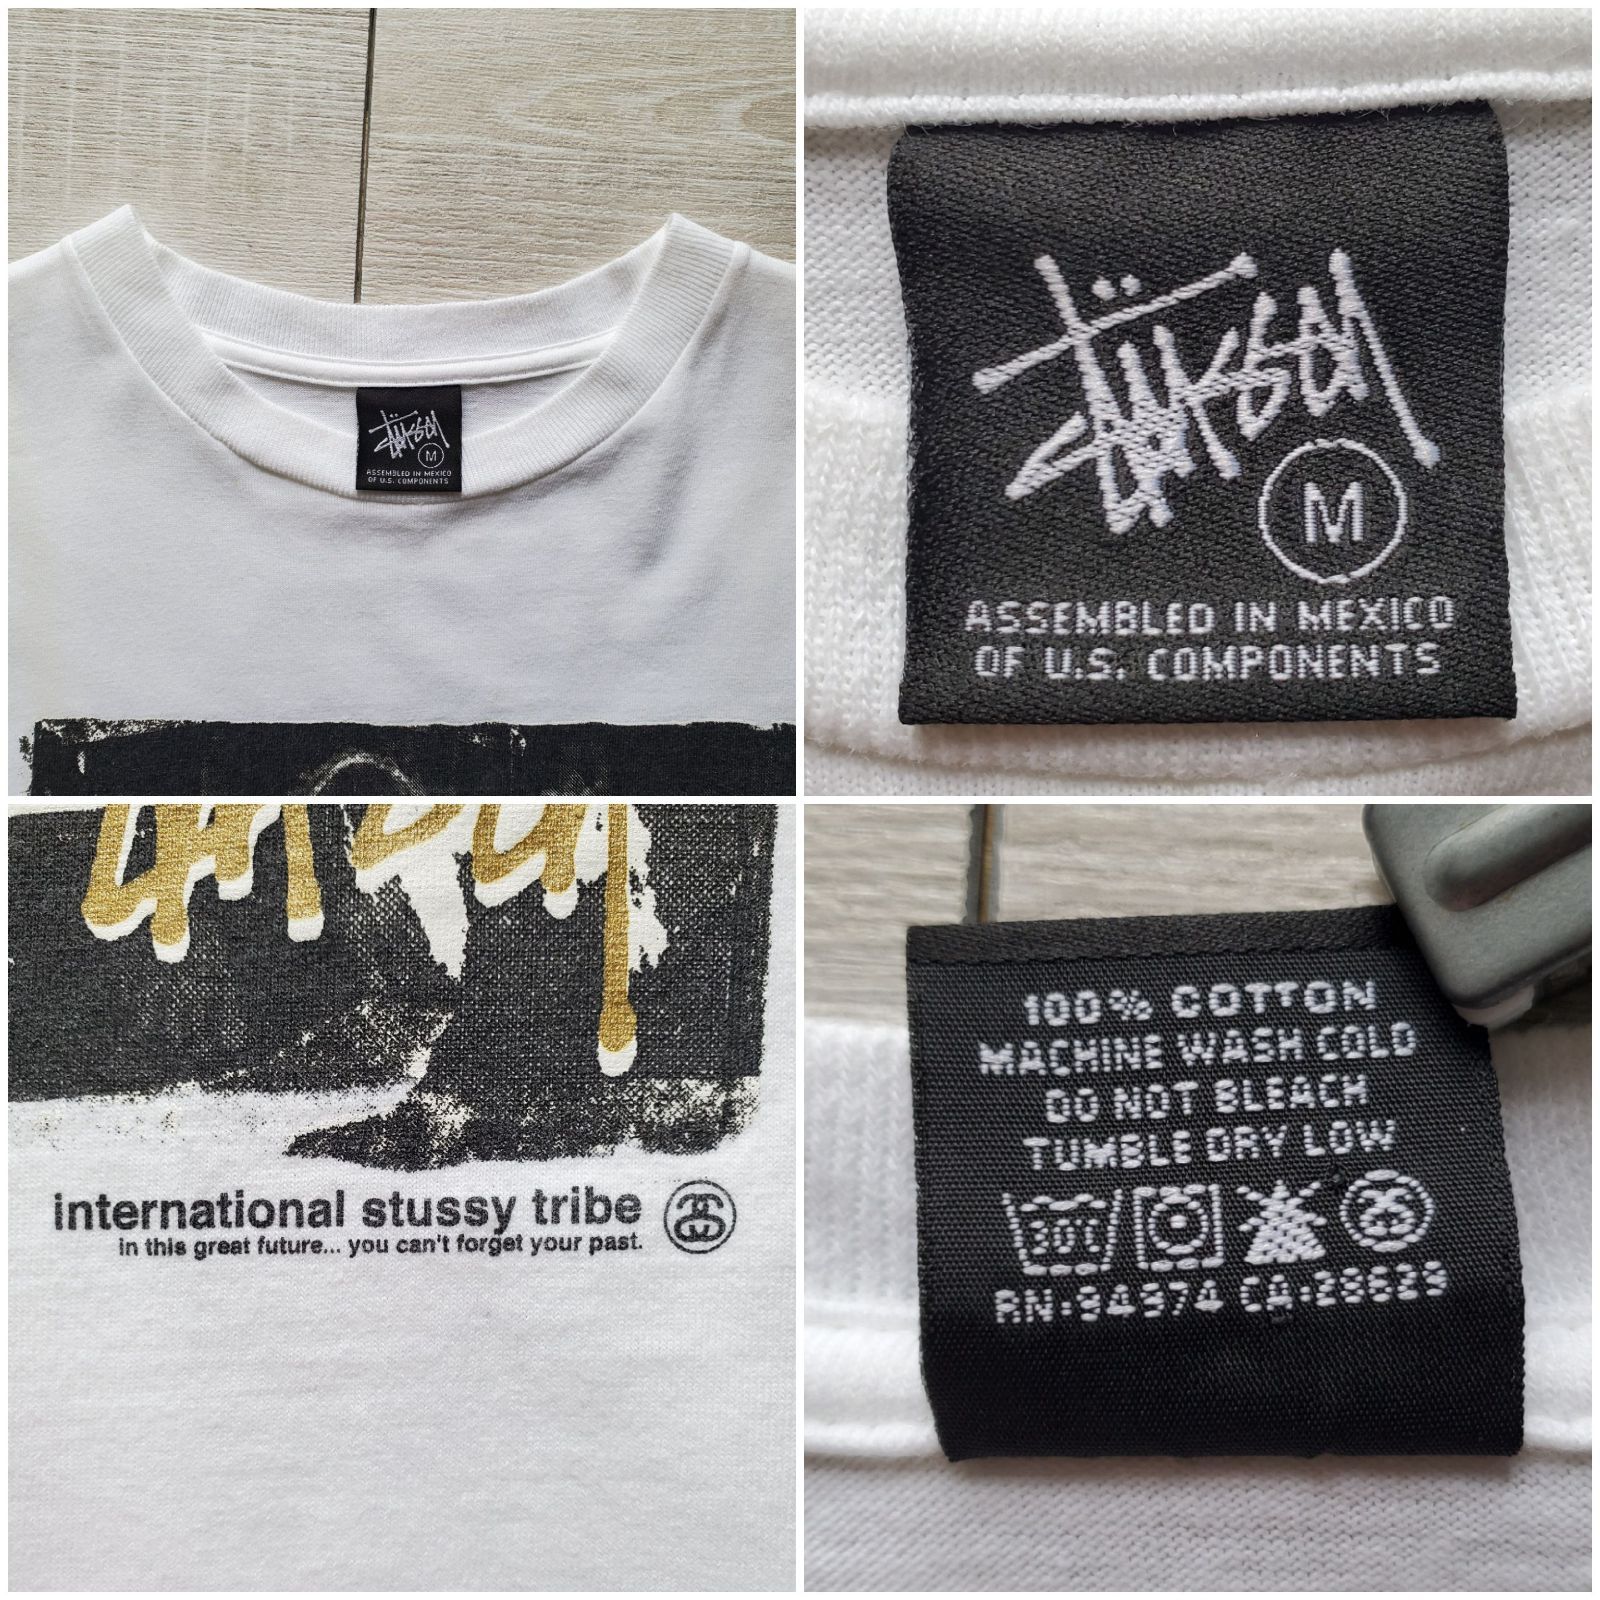 Stüssy
M
ASSEMBLED IN MEXICO
OF U.S. COMPONENTS
Stüssy
M
ASSEMBLED IN MEXICO
OF U.S. COMPONENTS
international stussy tribe
in this great future... you can't forget your past.
100% COTTON
MACHINE WASH COLD
DO NOT BLEACH
TUMBLE DRY LOW
30°C
RN:94974 CA:28629